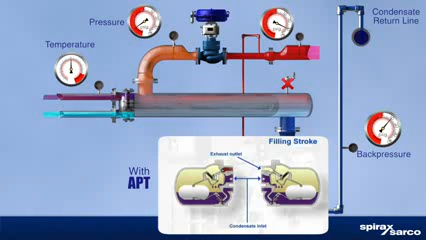 Pressure
Condensate
Return Line
Temperature
Filling Stroke
Exhaust outlet
With
APT
Backpressure
Condensate inlet
spirax
sarco